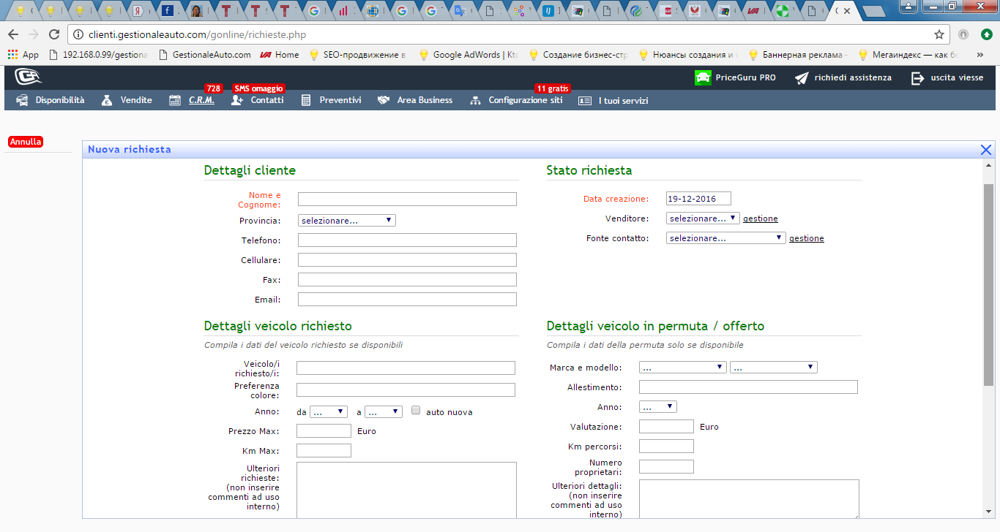 clienti.gestionaleauto.com/gonline/richieste.php
App 192.168.0.99/gestiona GestionaleAuto.com Home SEO-продвижение в Google AdWords | Кто Создание бизнес-стр Нюансы создания и Баннерная реклама - Мегаиндекс — как бе »
PriceGuru PRO richiedi assistenza uscita viesse
728 SMS omaggio 11 gratis
Disponibilità Vendite C.R.M. Contatti Preventivi Area Business Configurazione siti I tuoi servizi
Annulla
Nuova richiesta
Dettagli cliente
Nome e
Cognome:
Provincia: selezionare...
Telefono:
Cellulare:
Fax:
Email:
Stato richiesta
Data creazione: 19-12-2016
Venditore: selezionare... gestione
Fonte contatto: selezionare... gestione
Dettagli veicolo richiesto
Compila i dati del veicolo richiesto se disponibili
Veicolo/i
richiesto/i:
Preferenza
colore:
Anno: da ... a ... auto nuova
Prezzo Max: Euro
Km Max:
Ulteriori
richieste:
(non inserire
commenti ad uso
interno)
Dettagli veicolo in permuta / offerto
Compila i dati della permuta solo se disponibile
Marca e modello: ... ...
Allestimento:
Anno: ...
Valutazione: Euro
Km percorsi:
Numero
proprietari:
Ulteriori dettagli:
(non inserire
commenti ad uso
interno)